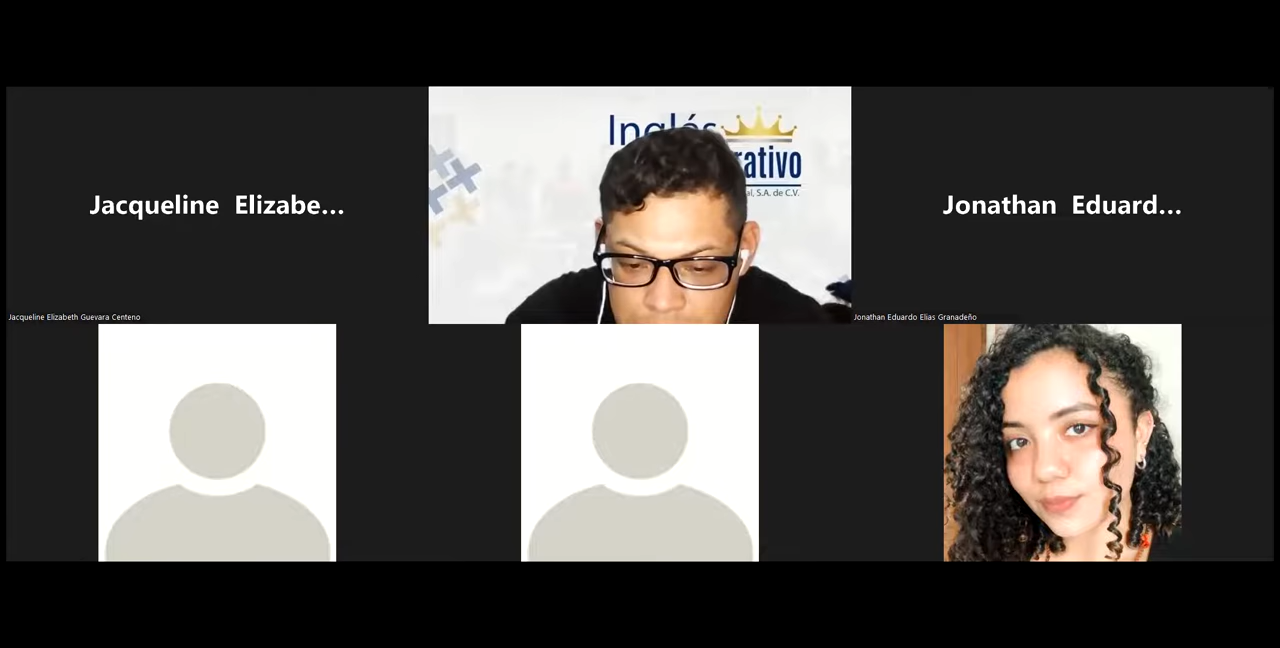 Jacqueline Elizabe...
Inglés
rativo
al, S.A. de C.V.
Jonathan Eduard...
Jacqueline Elizabeth Guevara Centeno
Jonathan Eduardo Elias Granadeño